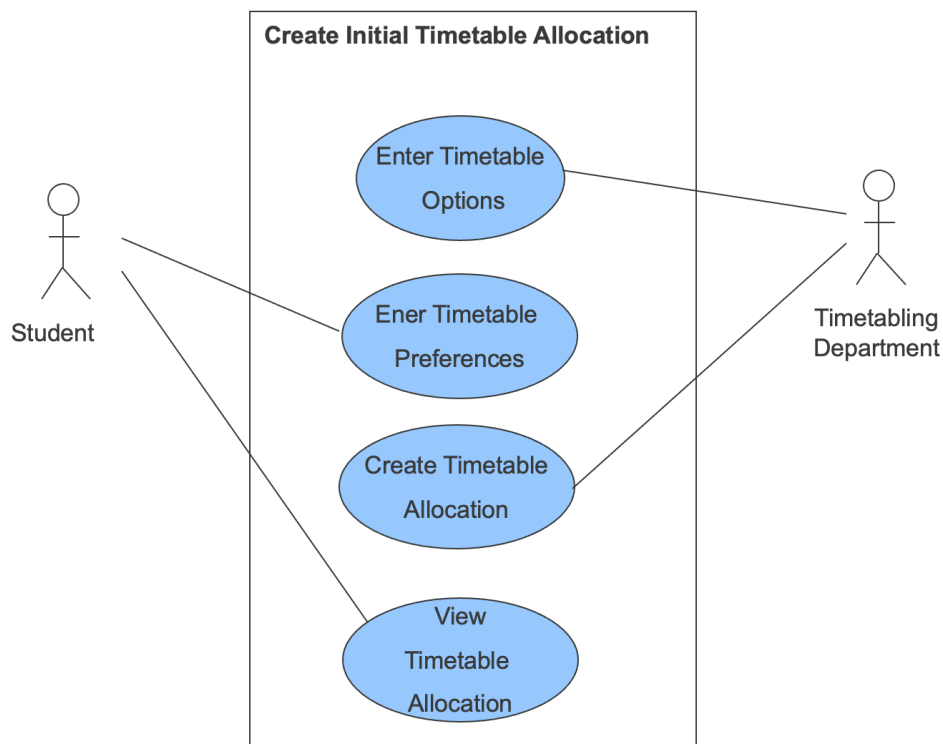 Create Initial Timetable Allocation
Enter Timetable
Options
Student
Ener Timetable
Preferences
Timetabling
Department
Create Timetable
Allocation
View
Timetable
Allocation